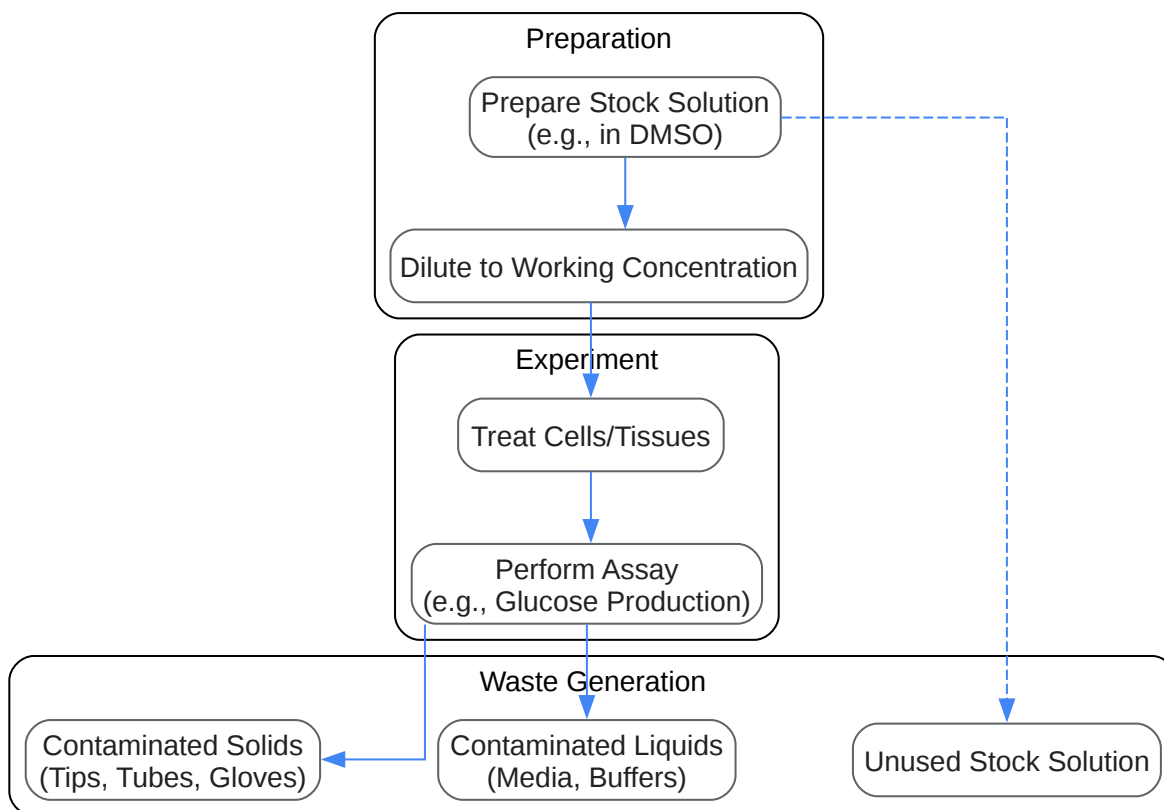 Preparation
Prepare Stock Solution
(e.g., in DMSO)
Dilute to Working Concentration
Experiment
Treat Cells/Tissues
Perform Assay
(e.g., Glucose Production)
Waste Generation
Contaminated Solids
(Tips, Tubes, Gloves)
Contaminated Liquids
(Media, Buffers)
Unused Stock Solution